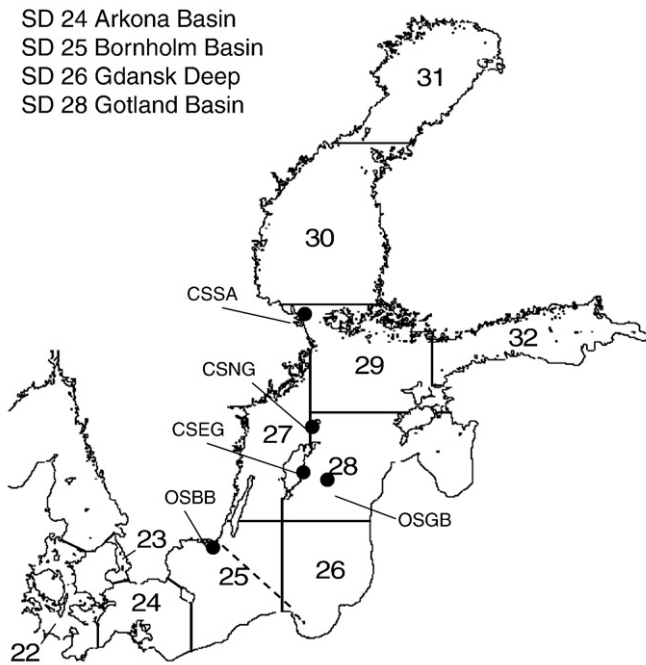 SD 24 Arkona Basin
SD 25 Bornholm Basin
SD 26 Gdansk Deep
SD 28 Gotland Basin
31
30
CSSA
32
29
CSNG
27
CSEG
28
OSBB
OSGB
23
25
26
24
22